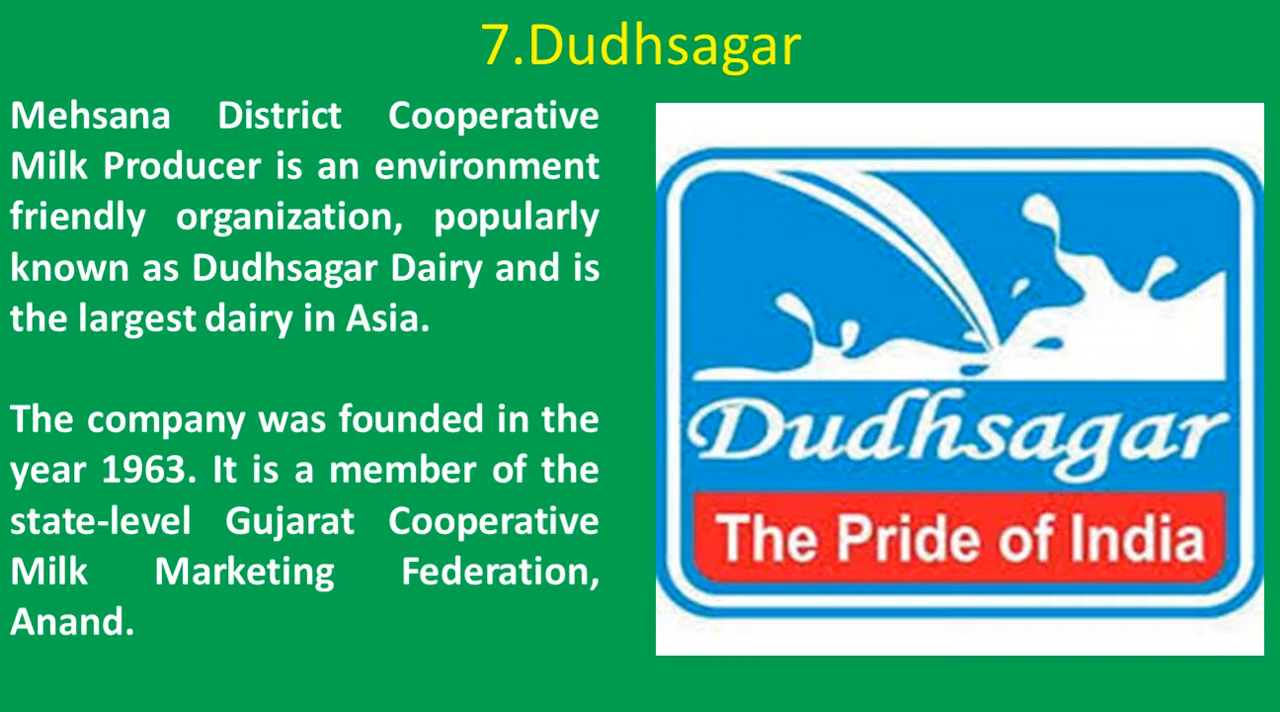 7.Dudhsagar
Mehsana District Cooperative
Milk Producer is an environment
friendly organization, popularly
known as Dudhsagar Dairy and is
the largest dairy in Asia.
The company was founded in the
year 1963. It is a member of the
state-level Gujarat Cooperative
Milk Marketing Federation,
Anand.
Dudhsagar
The Pride of India